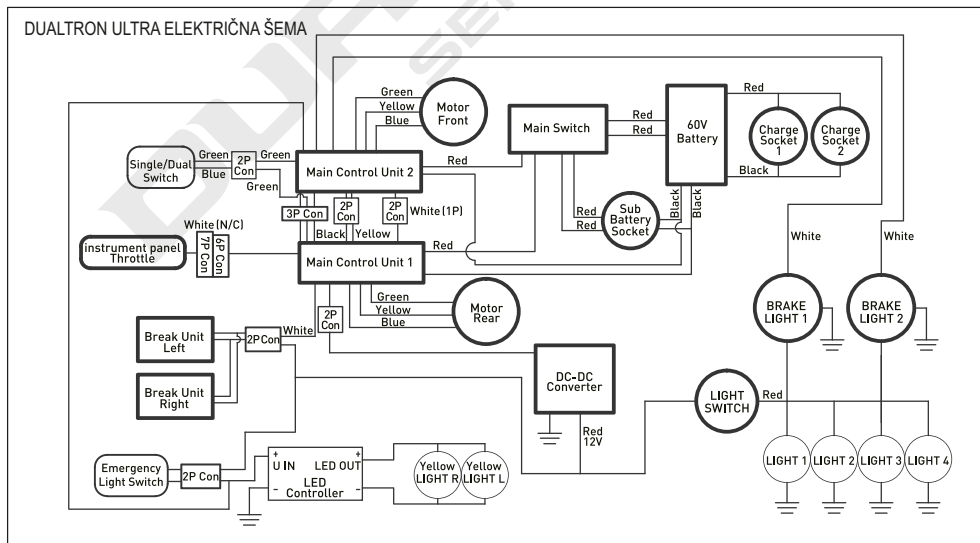 DUALTRON ULTRA ELEKTRIČNA ŠEMA
Green
Yellow
Blue
Motor
Front
Main Switch
Red
Red
60V
Battery
Red
Charge
Socket
1
Charge
Socket
2
Black
Single/Dual
Switch
Green
Blue
2P
Con
Green
Green
Main Control Unit 2
Red
Red
Red
Sub
Battery
Socket
Black
Black
3P Con
2P
Con
2P
Con
White (1P)
Black
Yellow
White (N/C)
instrument panel
Throttle
7P Con
6P Con
Main Control Unit 1
Red
White
White
Green
Yellow
Blue
Motor
Rear
2P
Con
BRAKE
LIGHT 1
BRAKE
LIGHT 2
Break Unit
Left
2P Con
White
Break Unit
Right
DC-DC
Converter
Red
12V
LIGHT
SWITCH
Red
Emergency
Light Switch
2P Con
+
U IN
-
LED OUT
+
-
LED
Controller
Yellow
LIGHT R
Yellow
LIGHT L
LIGHT 1
LIGHT 2
LIGHT 3
LIGHT 4